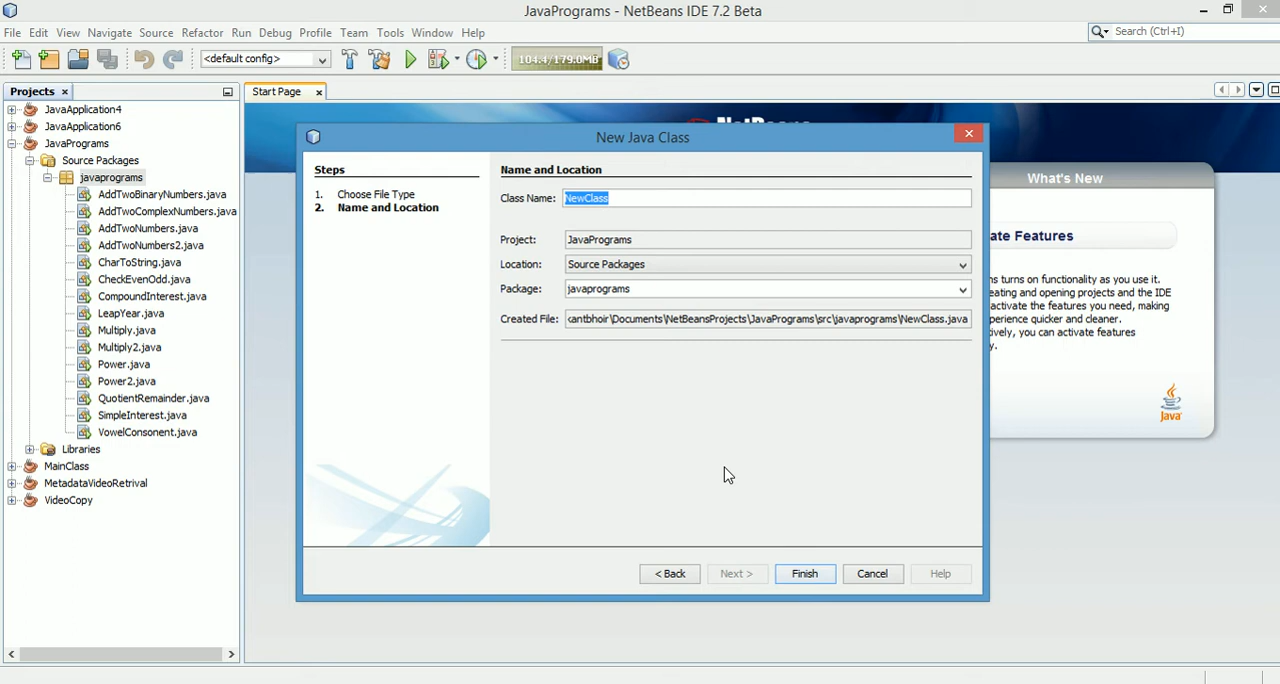 JavaPrograms - NetBeans IDE 7.2 Beta
File Edit View Navigate Source Refactor Run Debug Profile Team Tools Window Help
Search (Ctrl+I)
<default config>
104.4/179.0MB
Projects
Start Page
JavaApplication4
JavaApplication6
JavaPrograms
Source Packages
javaprograms
AddTwoBinaryNumbers.java
AddTwoComplexNumbers.java
AddTwoNumbers.java
AddTwoNumbers2.java
CharToString.java
CheckEvenOdd.java
CompoundInterest.java
LeapYear.java
Multiply.java
Multiply2.java
Power.java
Power2.java
QuotientRemainder.java
SimpleInterest.java
VowelConsonent.java
Libraries
MainClass
MetadataVideoRetrival
VideoCopy
New Java Class
Steps
1. Choose File Type
2. Name and Location
Name and Location
Class Name: NewClass
Project: JavaPrograms
Location: Source Packages
Package: javaprograms
Created File: cantbhoir\Documents\NetBeansProjects\JavaPrograms\src\javaprograms\NewClass.java
< Back Next > Finish Cancel Help
What's New
ate Features
ns turns on functionality as you use it.
eating and opening projects and the IDE
activate the features you need, making
perience quicker and cleaner.
ively, you can activate features
y.
Java